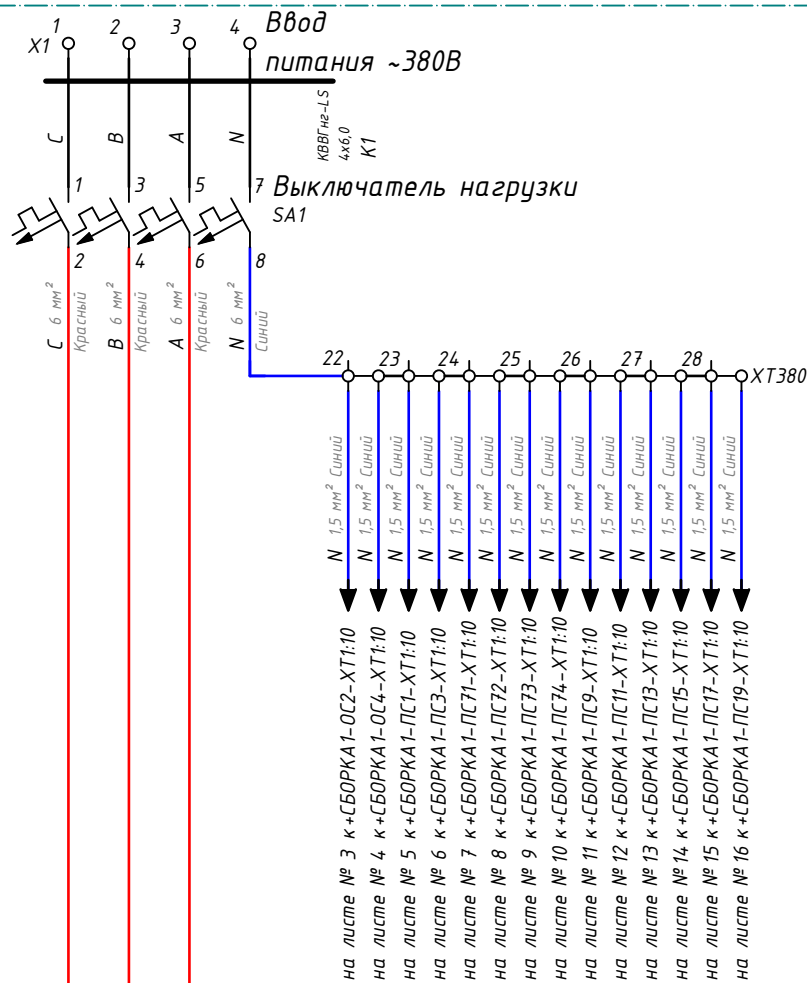 1 2 3 4 Ввод
X1
питания ~380В
C B A N
КВВГнг-LS
4х6,0
К1
1 3 5 7 Выключатель нагрузки
SA1
2 4 6 8
C 6 мм² Красный
B 6 мм² Красный
A 6 мм² Красный
N 6 мм² Синий
22 23 24 25 26 27 28
XT380
N 1,5 мм² Синий
N 1,5 мм² Синий
N 1,5 мм² Синий
N 1,5 мм² Синий
N 1,5 мм² Синий
N 1,5 мм² Синий
N 1,5 мм² Синий
N 1,5 мм² Синий
N 1,5 мм² Синий
N 1,5 мм² Синий
N 1,5 мм² Синий
N 1,5 мм² Синий
N 1,5 мм² Синий
N 1,5 мм² Синий
на листе № 3 к +СБОРКА1-ОС2-XT1:10
на листе № 4 к +СБОРКА1-ОС4-XT1:10
на листе № 5 к +СБОРКА1-ПС1-XT1:10
на листе № 6 к +СБОРКА1-ПС3-XT1:10
на листе № 7 к +СБОРКА1-ПС71-XT1:10
на листе № 8 к +СБОРКА1-ПС72-XT1:10
на листе № 9 к +СБОРКА1-ПС73-XT1:10
на листе № 10 к +СБОРКА1-ПС74-XT1:10
на листе № 11 к +СБОРКА1-ПС9-XT1:10
на листе № 12 к +СБОРКА1-ПС11-XT1:10
на листе № 13 к +СБОРКА1-ПС13-XT1:10
на листе № 14 к +СБОРКА1-ПС15-XT1:10
на листе № 15 к +СБОРКА1-ПС17-XT1:10
на листе № 16 к +СБОРКА1-ПС19-XT1:10